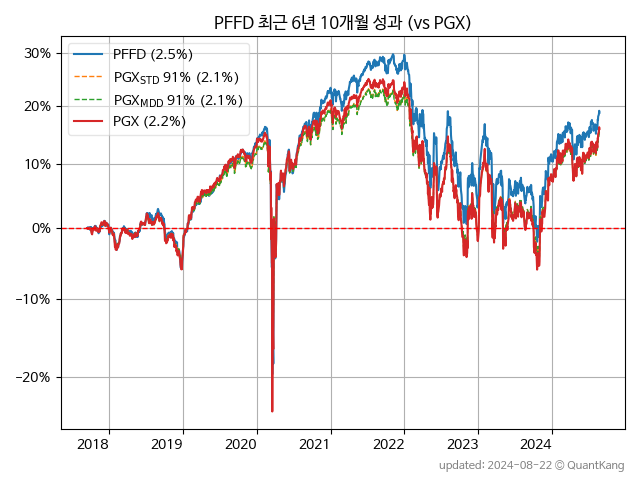 PFFD 최근 6년 10개월 성과 (vs PGX)
30%
20%
10%
0%
−10%
−20%
PFFD (2.5%)
PGX_STD 91% (2.1%)
PGX_MDD 91% (2.1%)
PGX (2.2%)
2018 2019 2020 2021 2022 2023 2024
updated: 2024-08-22 © QuantKang